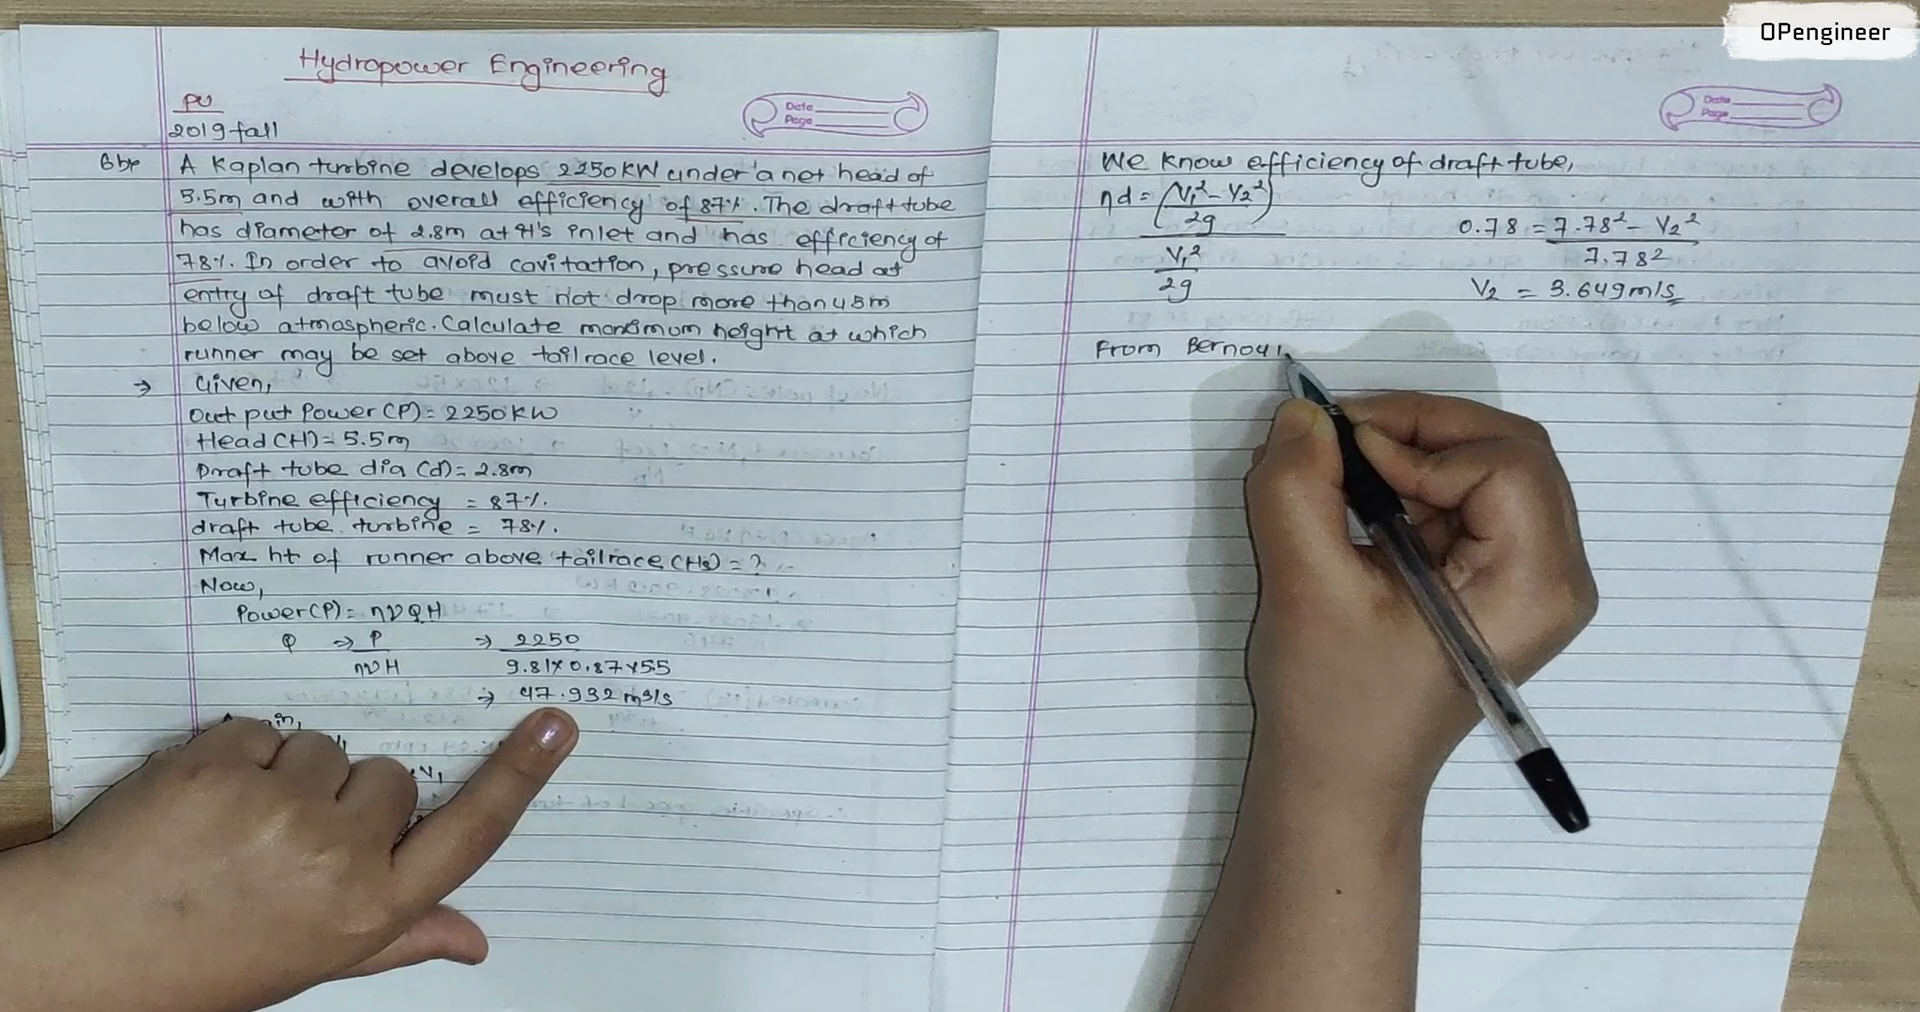 OPengineer
Hydropower Engineering
PU
2019 fall
Date
Page
6b)
A Kaplan turbine develops 2250KW under a net head of
5.5m and with overall efficiency of 87%. The draft tube
has diameter of 2.8m at it's inlet and has efficiency of
78%. In order to avoid cavitation, pressure head at
entry of draft tube must not drop more than 4.5m
below atmospheric. Calculate maximum height at which
runner may be set above tailrace level.
→ Given,
Out put Power (P) = 2250KW
Head (H) = 5.5m
Draft tube dia (d) = 2.8m
Turbine efficiency = 87%.
draft tube turbine = 78%.
Max ht of runner above tailrace (Hs) = ?
Now,
Power (P) = ηγQH
Q ⇒ P ⇒ 2250
ηγH 9.81×0.87×5.5
⇒ 47.932 m3/s
V1
Date
Page
We know efficiency of draft tube,
ηd = (V1² - V2²)
2g
V1²
2g
0.78 = 7.78² - V2²
7.78²
V2 = 3.649m/s
From Bernou